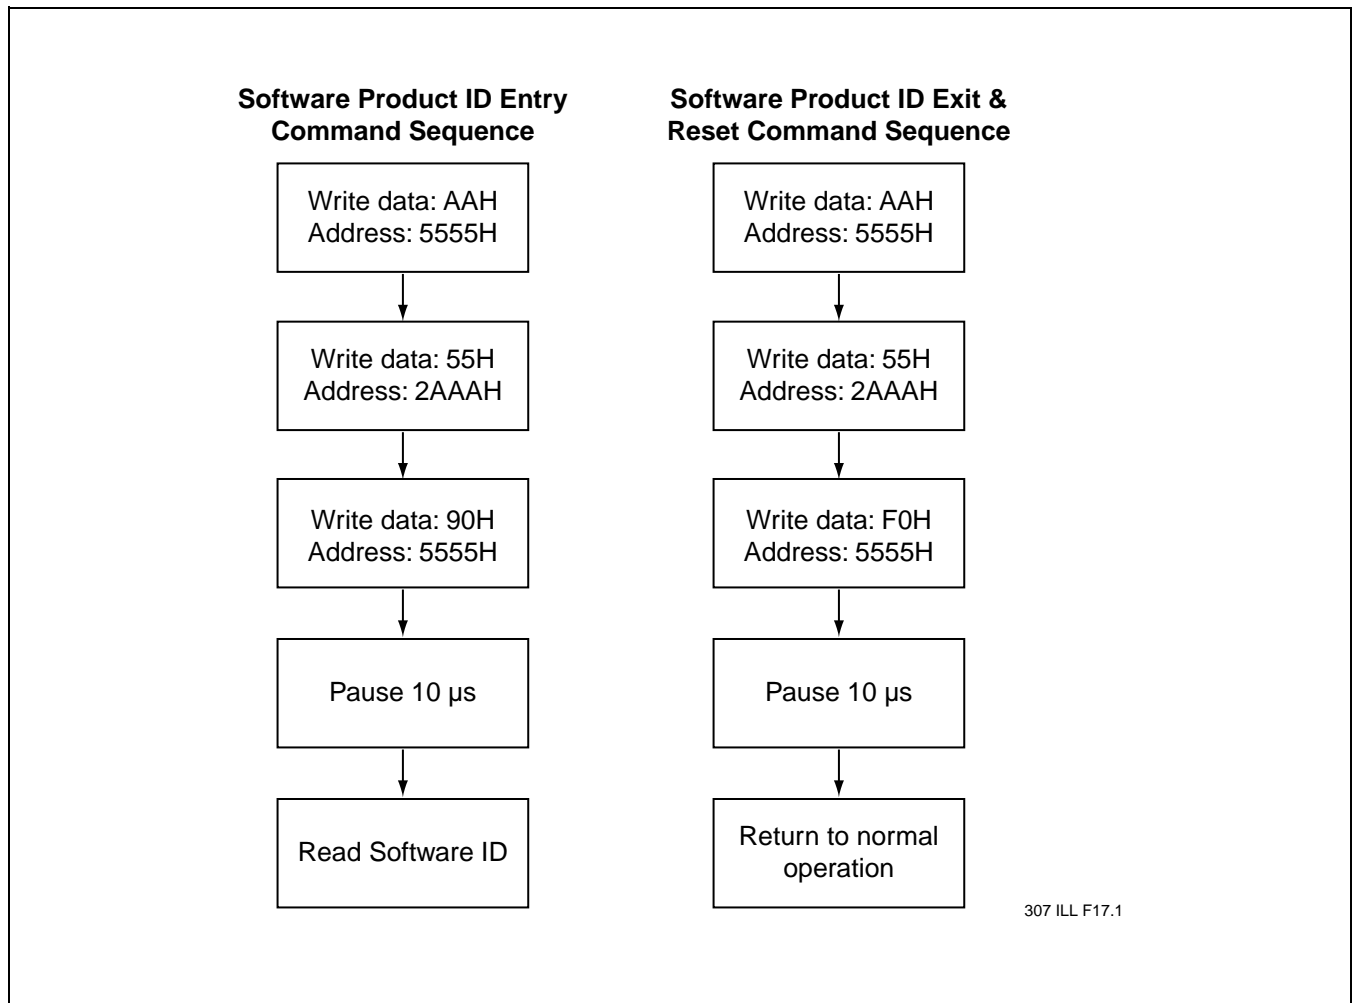 Software Product ID Entry
Command Sequence
Write data: AAH
Address: 5555H
Write data: 55H
Address: 2AAAH
Write data: 90H
Address: 5555H
Pause 10 µs
Read Software ID
Software Product ID Exit &
Reset Command Sequence
Write data: AAH
Address: 5555H
Write data: 55H
Address: 2AAAH
Write data: F0H
Address: 5555H
Pause 10 µs
Return to normal
operation
307 ILL F17.1